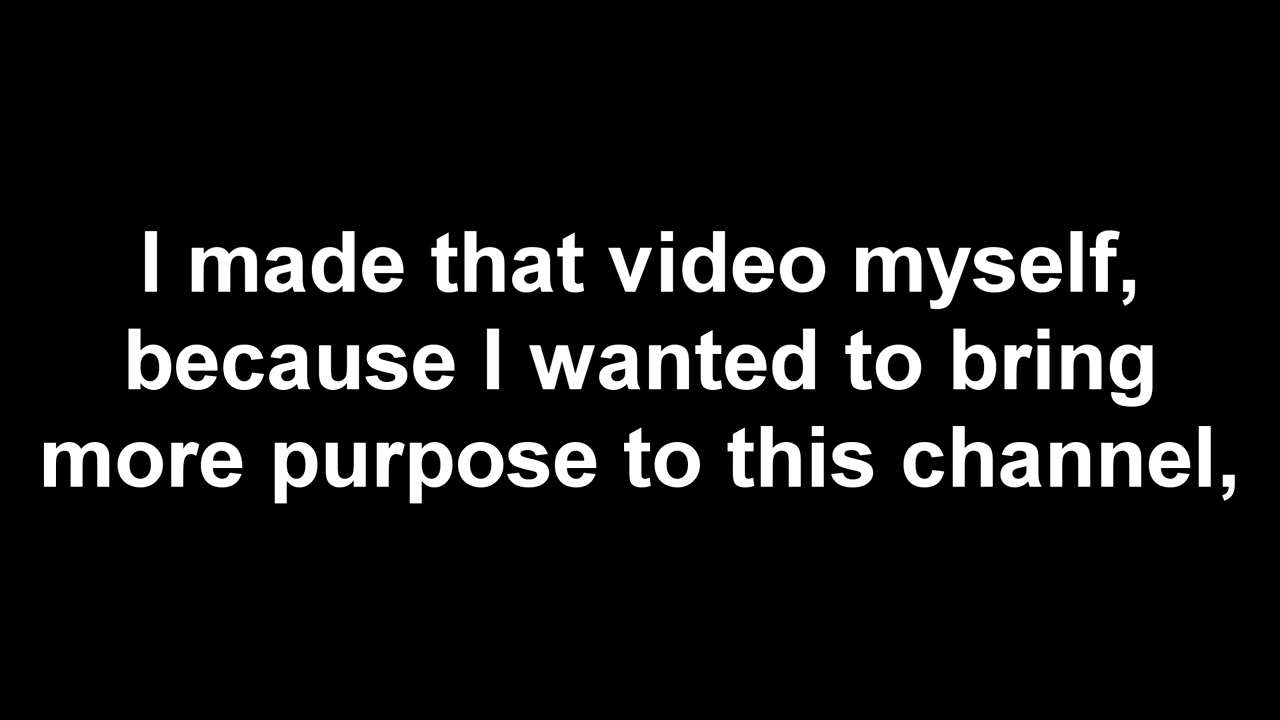 I made that video myself,
because I wanted to bring
more purpose to this channel,